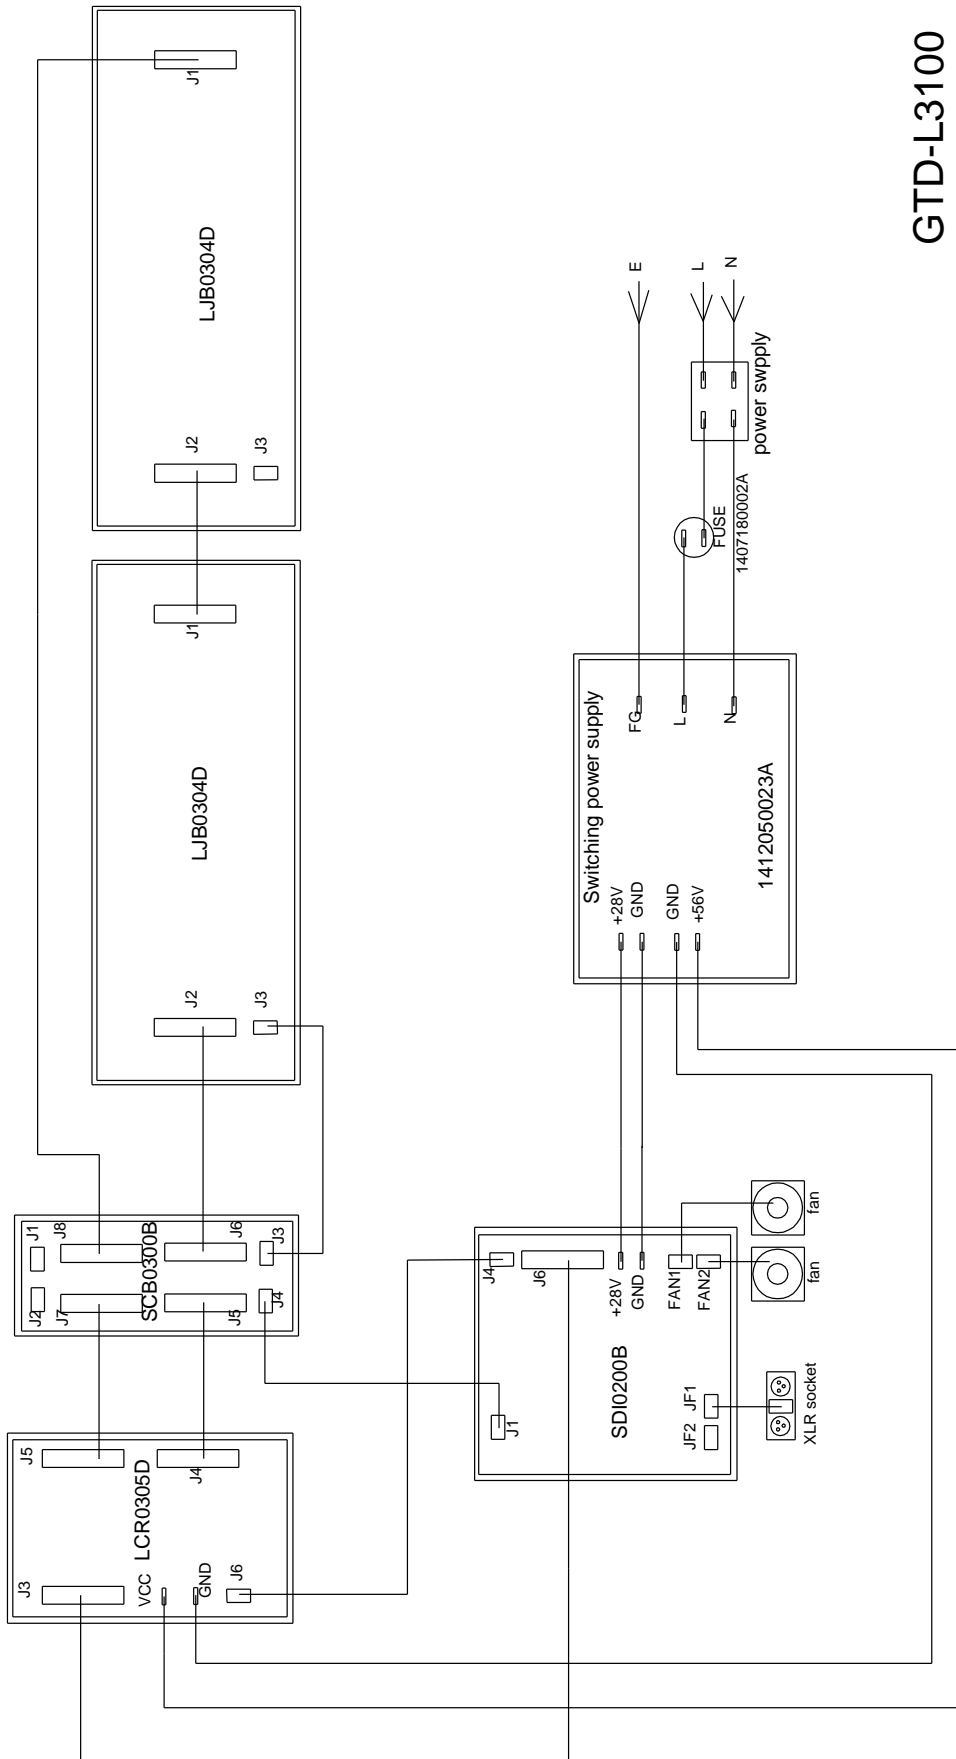 GTD-L3100
J1
LJB0304D
J2
J3
J1
LJB0304D
J2
J3
J1
J8
J6
J3
SCB0300B
J2
J7
J5
J4
J5
J4
LCR0305D
J3
VCC
GND
J6
E
L
N
power swpply
FUSE
1407180002A
Switching power supply
FG
L
N
+28V
GND
GND
+56V
1412050023A
J4
J6
+28V
GND
FAN1
FAN2
fan
fan
SDI0200B
J1
JF1
JF2
XLR socket